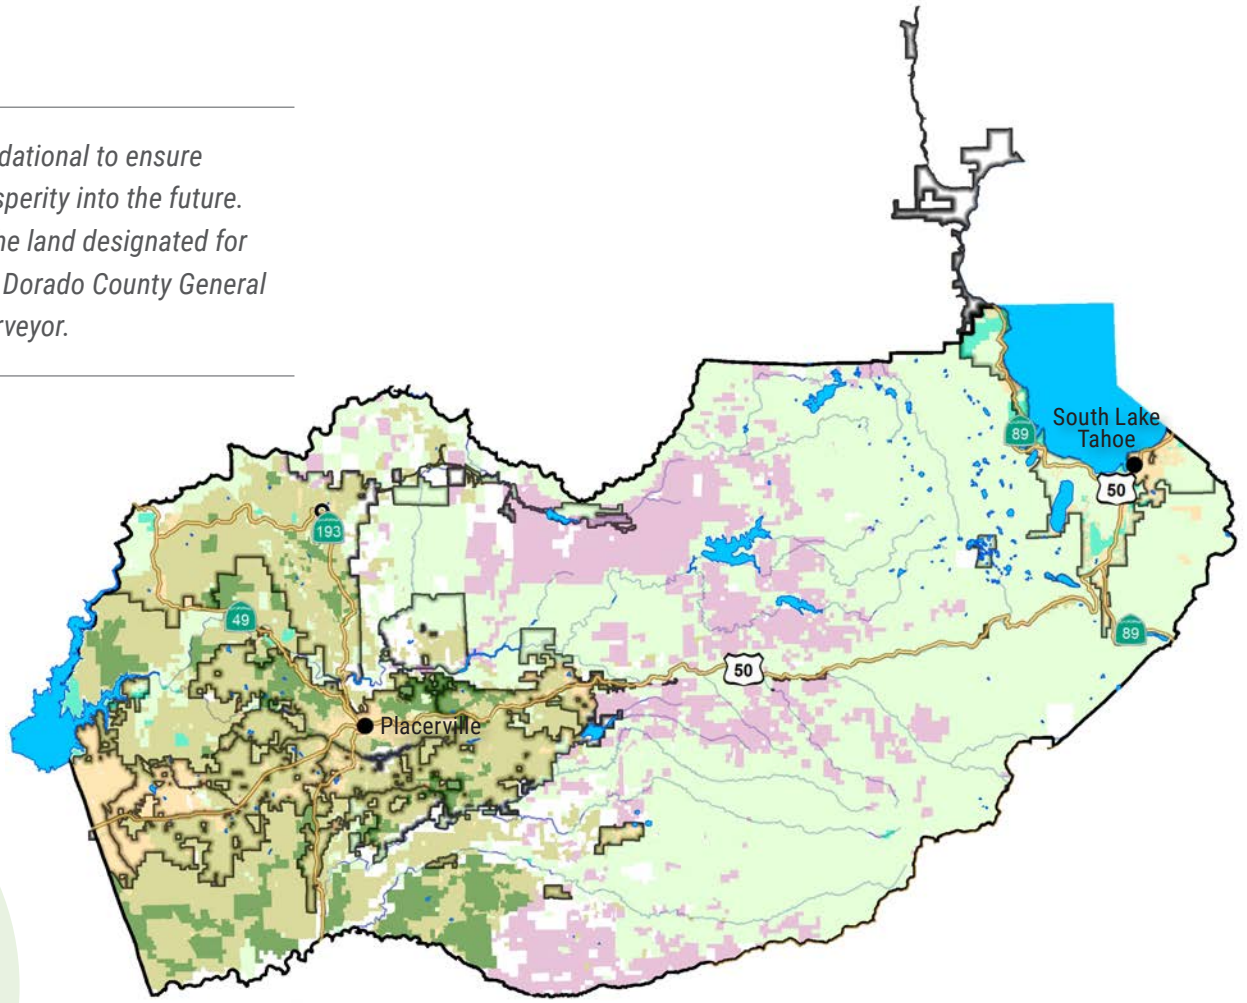 dational to ensure
sperity into the future.
ne land designated for
Dorado County General
rveyor.
South Lake
Tahoe
89
50
193
49
89
50
Placerville